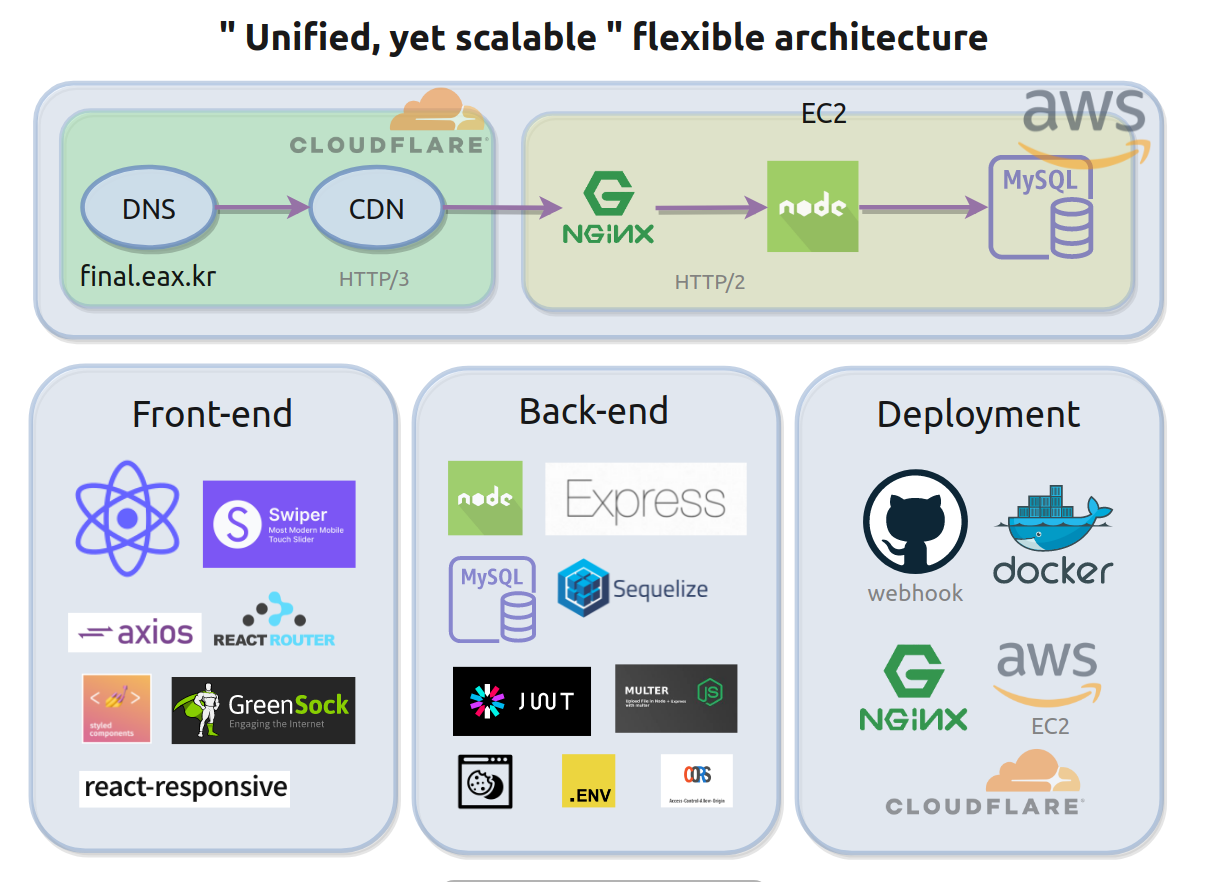 " Unified, yet scalable " flexible architecture
CLOUDFLARE
EC2
aws
DNS
CDN
NGINX
node
MySQL
final.eax.kr
HTTP/3
HTTP/2
Front-end
Back-end
Deployment
Swiper
Most Modern Mobile
Touch Slider
axios
REACT ROUTER
styled
components
GreenSock
Engaging the Internet
react-responsive
node
Express
MySQL
Sequelize
JWT
MULTER
JS
Upload File in Node + Express
with multer
.ENV
CORS
Access-Control-Allow-Origin
webhook
docker
NGINX
aws
EC2
CLOUDFLARE